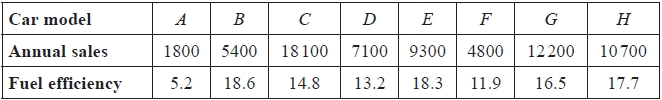 Car model A B C D E F G H
Annual sales 1800 5400 18 100 7100 9300 4800 12 200 10 700
Fuel efficiency 5.2 18.6 14.8 13.2 18.3 11.9 16.5 17.7